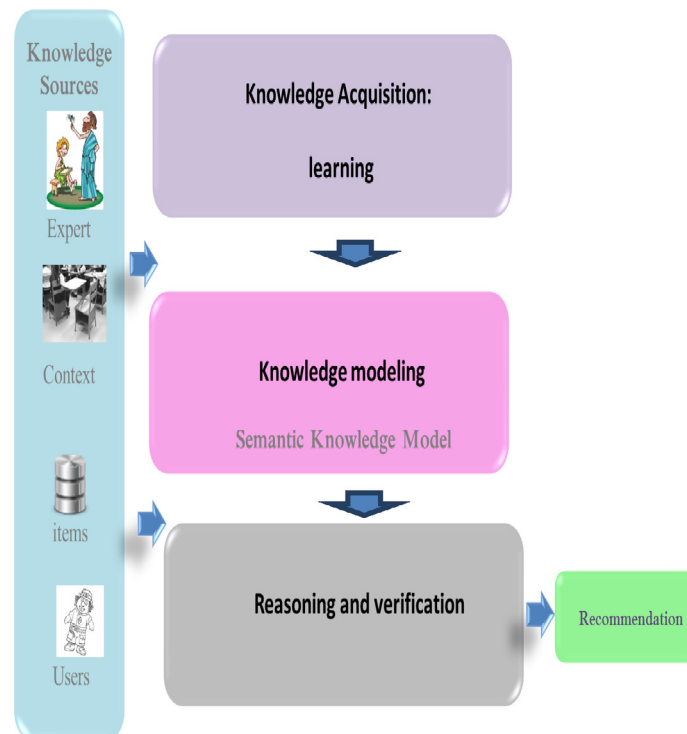 Knowledge
Sources
Expert
Context
items
Users
Knowledge Acquisition:
learning
Knowledge modeling
Semantic Knowledge Model
Reasoning and verification
Recommendation